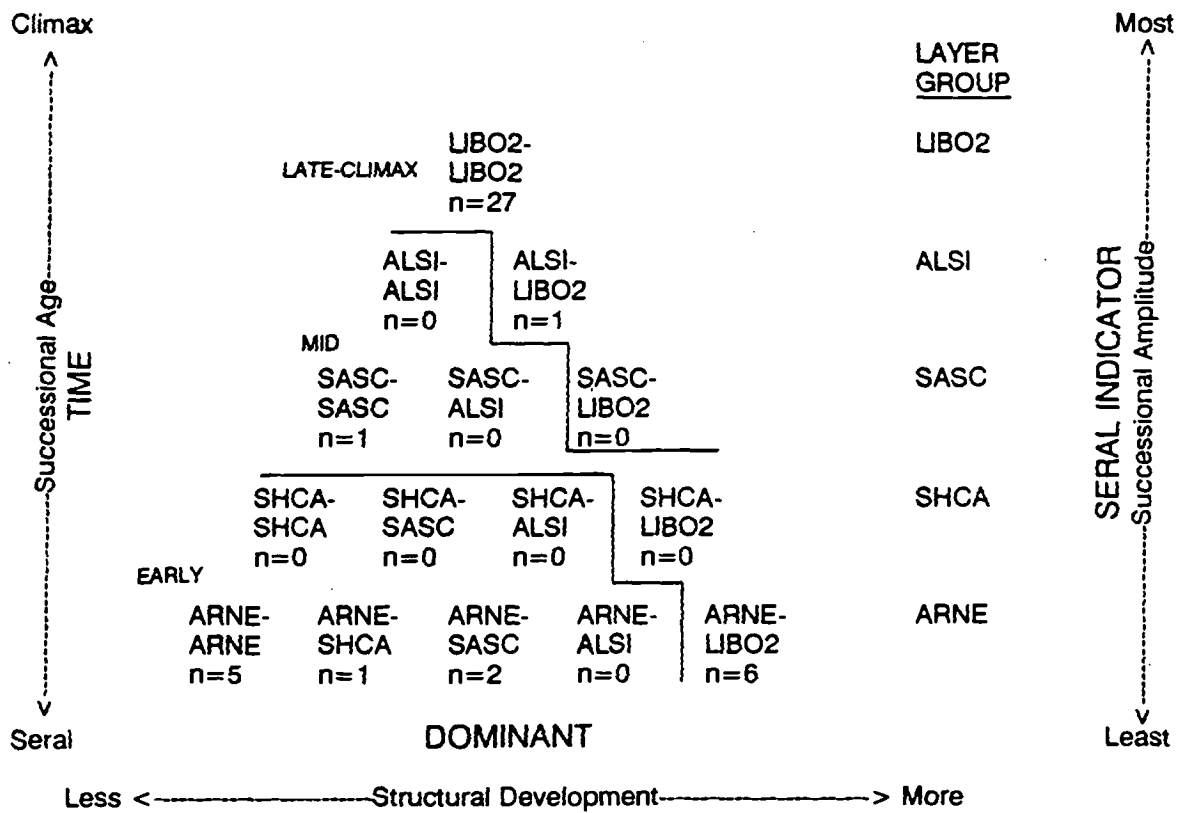 Climax
Most
LAYER
GROUP
LIBO2-
LIBO2
n=27
LATE-CLIMAX
LIBO2
ALSI-
ALSI
n=0
ALSI-
LIBO2
n=1
ALSI
MID
SASC-
SASC
n=1
SASC-
ALSI
n=0
SASC-
LIBO2
n=0
SASC
SHCA-
SHCA
n=0
SHCA-
SASC
n=0
SHCA-
ALSI
n=0
SHCA-
LIBO2
n=0
SHCA
EARLY
ARNE-
ARNE
n=5
ARNE-
SHCA
n=1
ARNE-
SASC
n=2
ARNE-
ALSI
n=0
ARNE-
LIBO2
n=6
ARNE
Successional Age
TIME
SERAL INDICATOR
Successional Amplitude
Seral
DOMINANT
Least
Less <----Structural Development----> More